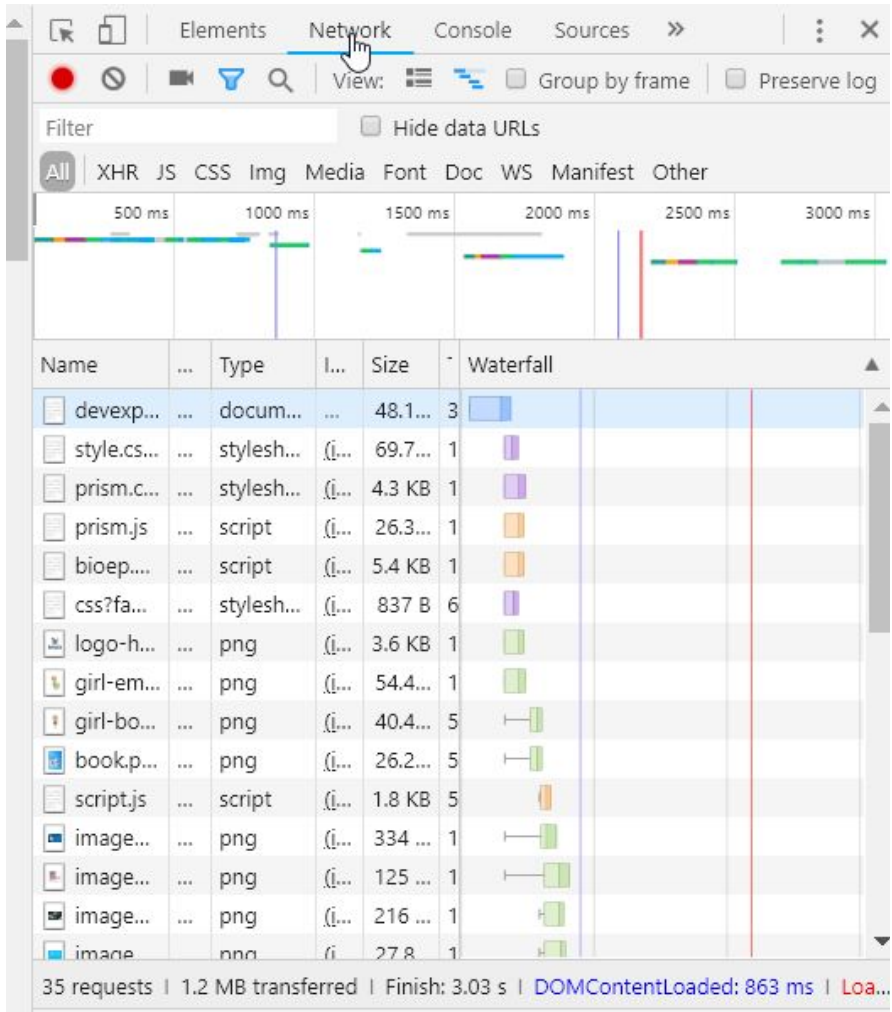 Elements Network Console Sources »
View: Group by frame Preserve log
Filter Hide data URLs
All XHR JS CSS Img Media Font Doc WS Manifest Other
500 ms 1000 ms 1500 ms 2000 ms 2500 ms 3000 ms
Name ... Type I... Size Waterfall
devexp... ... docum... ... 48.1... 3
style.cs... ... stylesh... (i... 69.7... 1
prism.c... ... stylesh... (i... 4.3 KB 1
prism.js ... script (i... 26.3... 1
bioep.... ... script (i... 5.4 KB 1
css?fa... ... stylesh... (i... 837 B 6
logo-h... ... png (i... 3.6 KB 1
girl-em... ... png (i... 54.4... 1
girl-bo... ... png (i... 40.4... 5
book.p... ... png (i... 26.2... 5
script.js ... script (i... 1.8 KB 5
image... ... png (i... 334 ... 1
image... ... png (i... 125 ... 1
image... ... png (i... 216 ... 1
image png (i 27.8 1
35 requests | 1.2 MB transferred | Finish: 3.03 s | DOMContentLoaded: 863 ms | Loa...